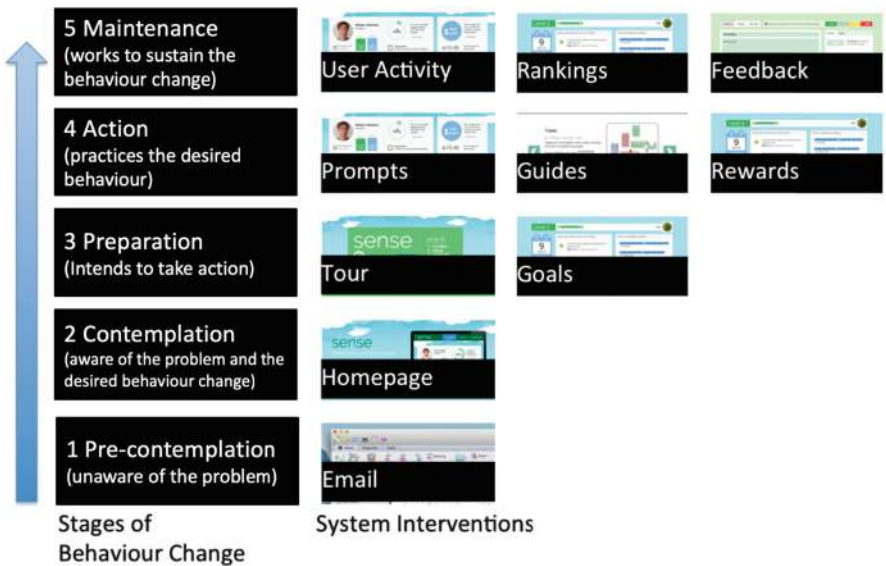 5 Maintenance
(works to sustain the
behaviour change)
User Activity
Rankings
Feedback
4 Action
(practices the desired
behaviour)
Prompts
Guides
Rewards
3 Preparation
(Intends to take action)
sense
Tour
9
Goals
2 Contemplation
(aware of the problem and the
desired behaviour change)
sense
Homepage
1 Pre-contemplation
(unaware of the problem)
Email
Stages of
Behaviour Change
System Interventions